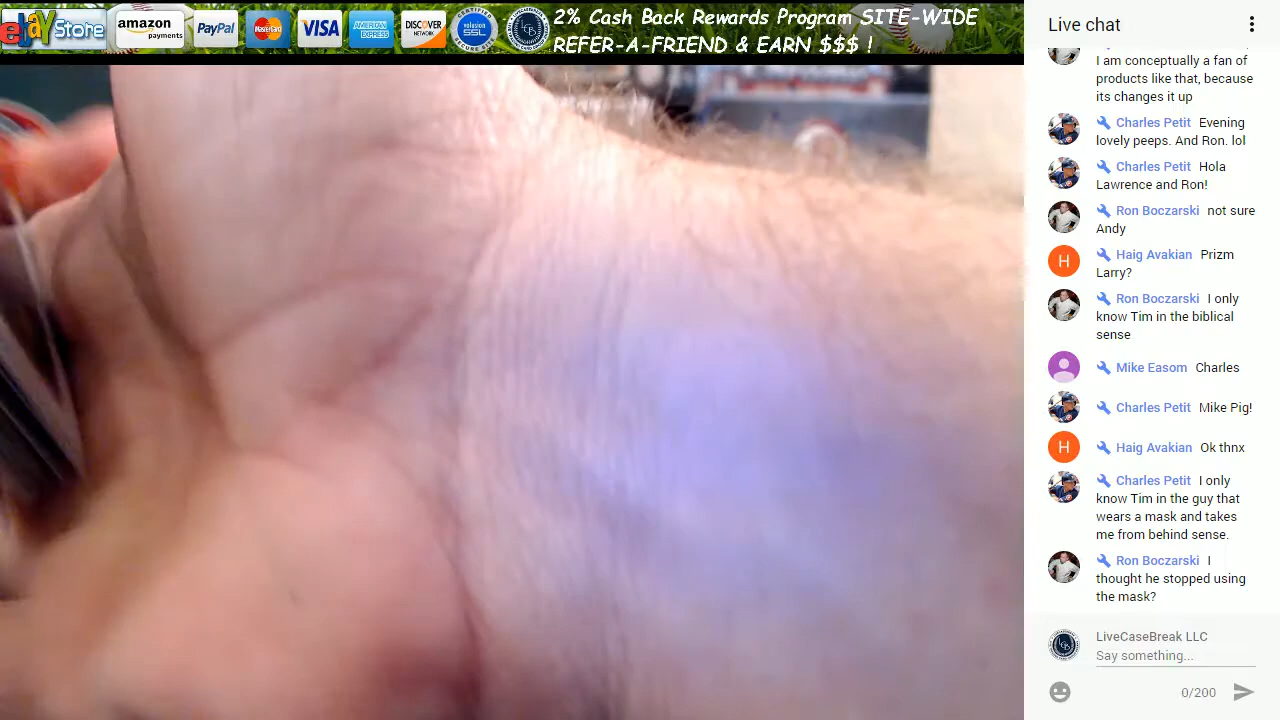 ebay Store
amazon payments
PayPal
MasterCard
VISA
AMERICAN EXPRESS
DISCOVER NETWORK
CERTIFIED volusion SSL
2% Cash Back Rewards Program SITE-WIDE
REFER-A-FRIEND & EARN $$$ !
Live chat
I am conceptually a fan of
products like that, because
its changes it up
Charles Petit Evening
lovely peeps. And Ron. lol
Charles Petit Hola
Lawrence and Ron!
Ron Boczarski not sure
Andy
H
Haig Avakian Prizm
Larry?
Ron Boczarski I only
know Tim in the biblical
sense
Mike Easom Charles
Charles Petit Mike Pig!
H
Haig Avakian Ok thnx
Charles Petit I only
know Tim in the guy that
wears a mask and takes
me from behind sense.
Ron Boczarski I
thought he stopped using
the mask?
LiveCaseBreak LLC
Say something...
0/200